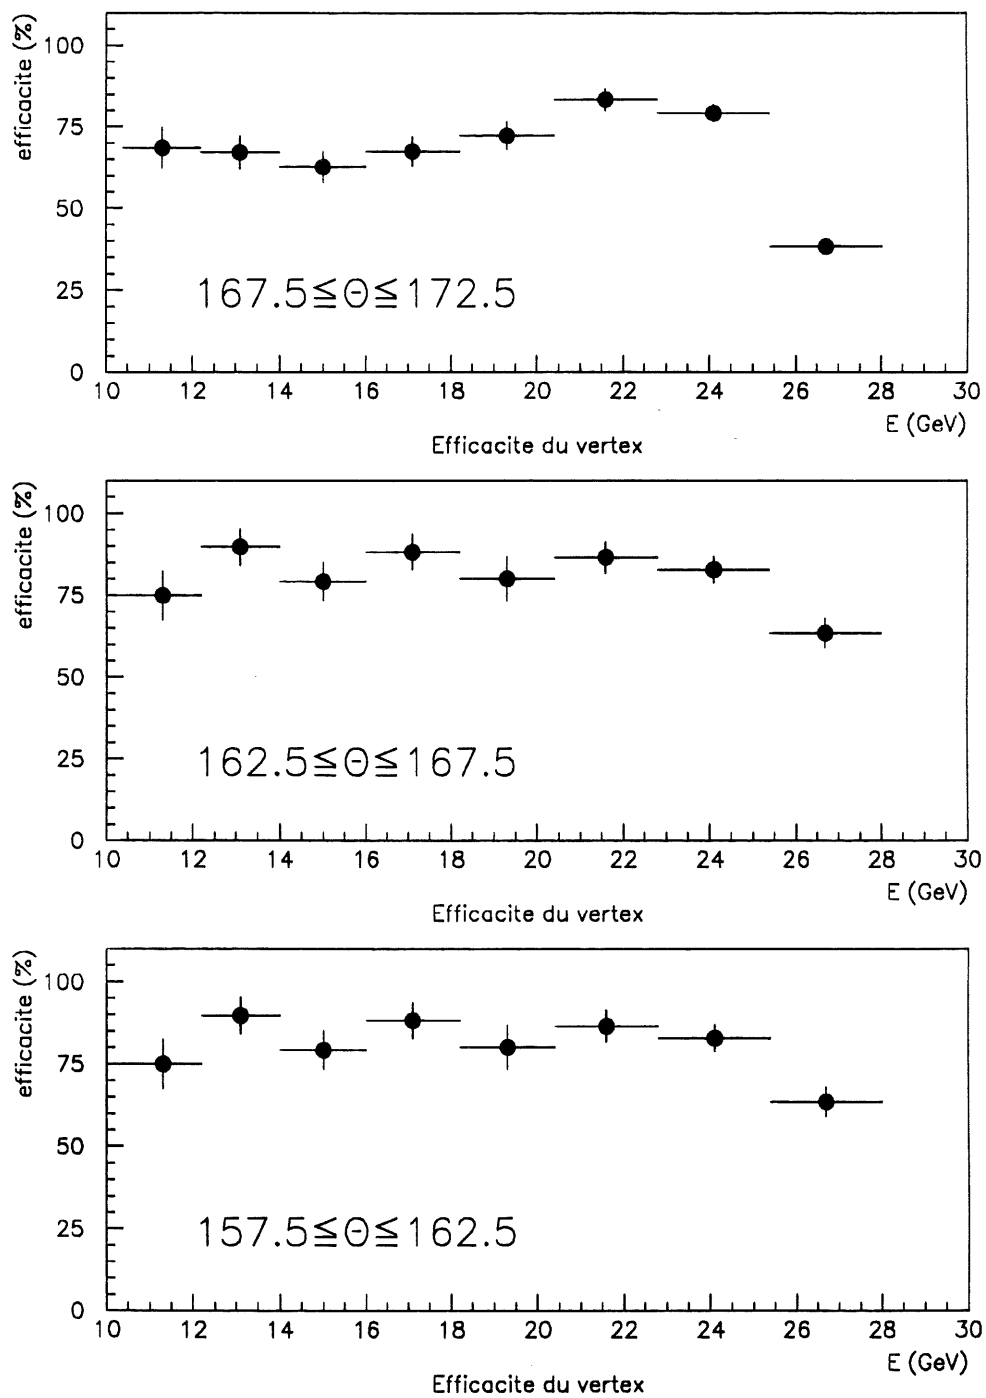 efficacite (%)
100
75
50
25
0
167.5≦Θ≦172.5
10 12 14 16 18 20 22 24 26 28 30
E (GeV)
Efficacite du vertex
efficacite (%)
100
75
50
25
0
162.5≦Θ≦167.5
10 12 14 16 18 20 22 24 26 28 30
E (GeV)
Efficacite du vertex
efficacite (%)
100
75
50
25
0
157.5≦Θ≦162.5
10 12 14 16 18 20 22 24 26 28 30
E (GeV)
Efficacite du vertex